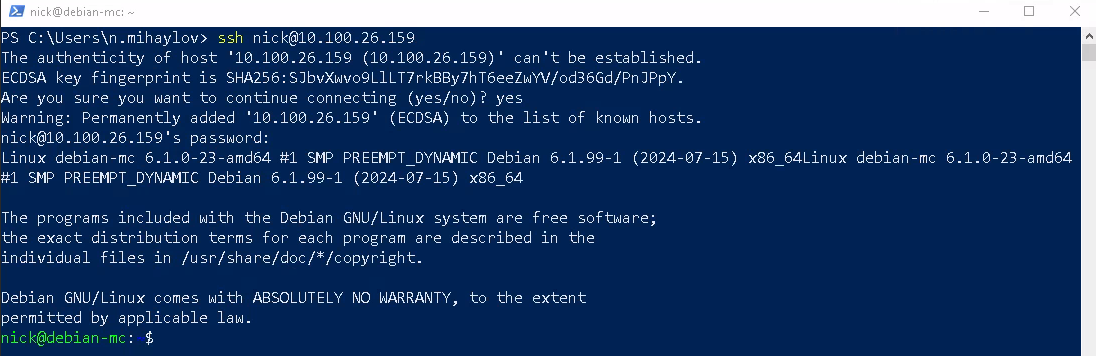 nick@debian-mc: ~
PS C:\Users\n.mihaylov> ssh nick@10.100.26.159
The authenticity of host '10.100.26.159 (10.100.26.159)' can't be established.
ECDSA key fingerprint is SHA256:SJbvXwvo9LlLT7rkBBy7hT6eeZwYV/od36Gd/PnJPpY.
Are you sure you want to continue connecting (yes/no)? yes
Warning: Permanently added '10.100.26.159' (ECDSA) to the list of known hosts.
nick@10.100.26.159's password:
Linux debian-mc 6.1.0-23-amd64 #1 SMP PREEMPT_DYNAMIC Debian 6.1.99-1 (2024-07-15) x86_64Linux debian-mc 6.1.0-23-amd64
#1 SMP PREEMPT_DYNAMIC Debian 6.1.99-1 (2024-07-15) x86_64
The programs included with the Debian GNU/Linux system are free software;
the exact distribution terms for each program are described in the
individual files in /usr/share/doc/*/copyright.
Debian GNU/Linux comes with ABSOLUTELY NO WARRANTY, to the extent
permitted by applicable law.
nick@debian-mc: $